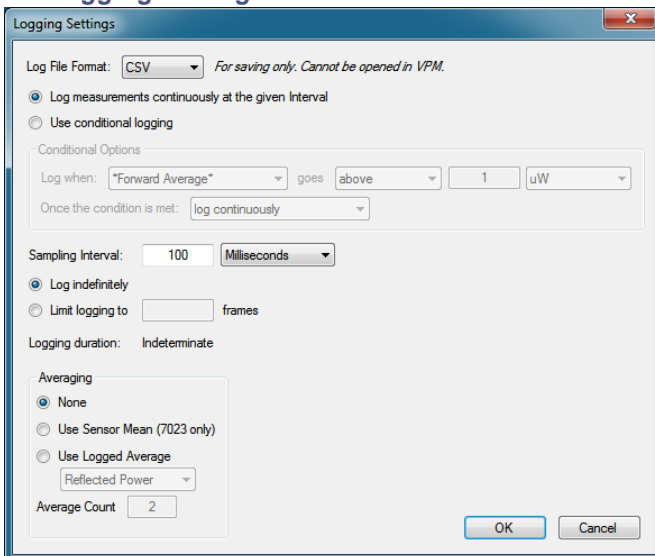 Logging Settings
Log File Format: CSV For saving only. Cannot be opened in VPM.
Log measurements continuously at the given Interval
Use conditional logging
Conditional Options
Log when: "Forward Average" goes above 1 uW
Once the condition is met: log continuously
Sampling Interval: 100 Milliseconds
Log indefinitely
Limit logging to frames
Logging duration: Indeterminate
Averaging
None
Use Sensor Mean (7023 only)
Use Logged Average
Reflected Power
Average Count 2
OK Cancel